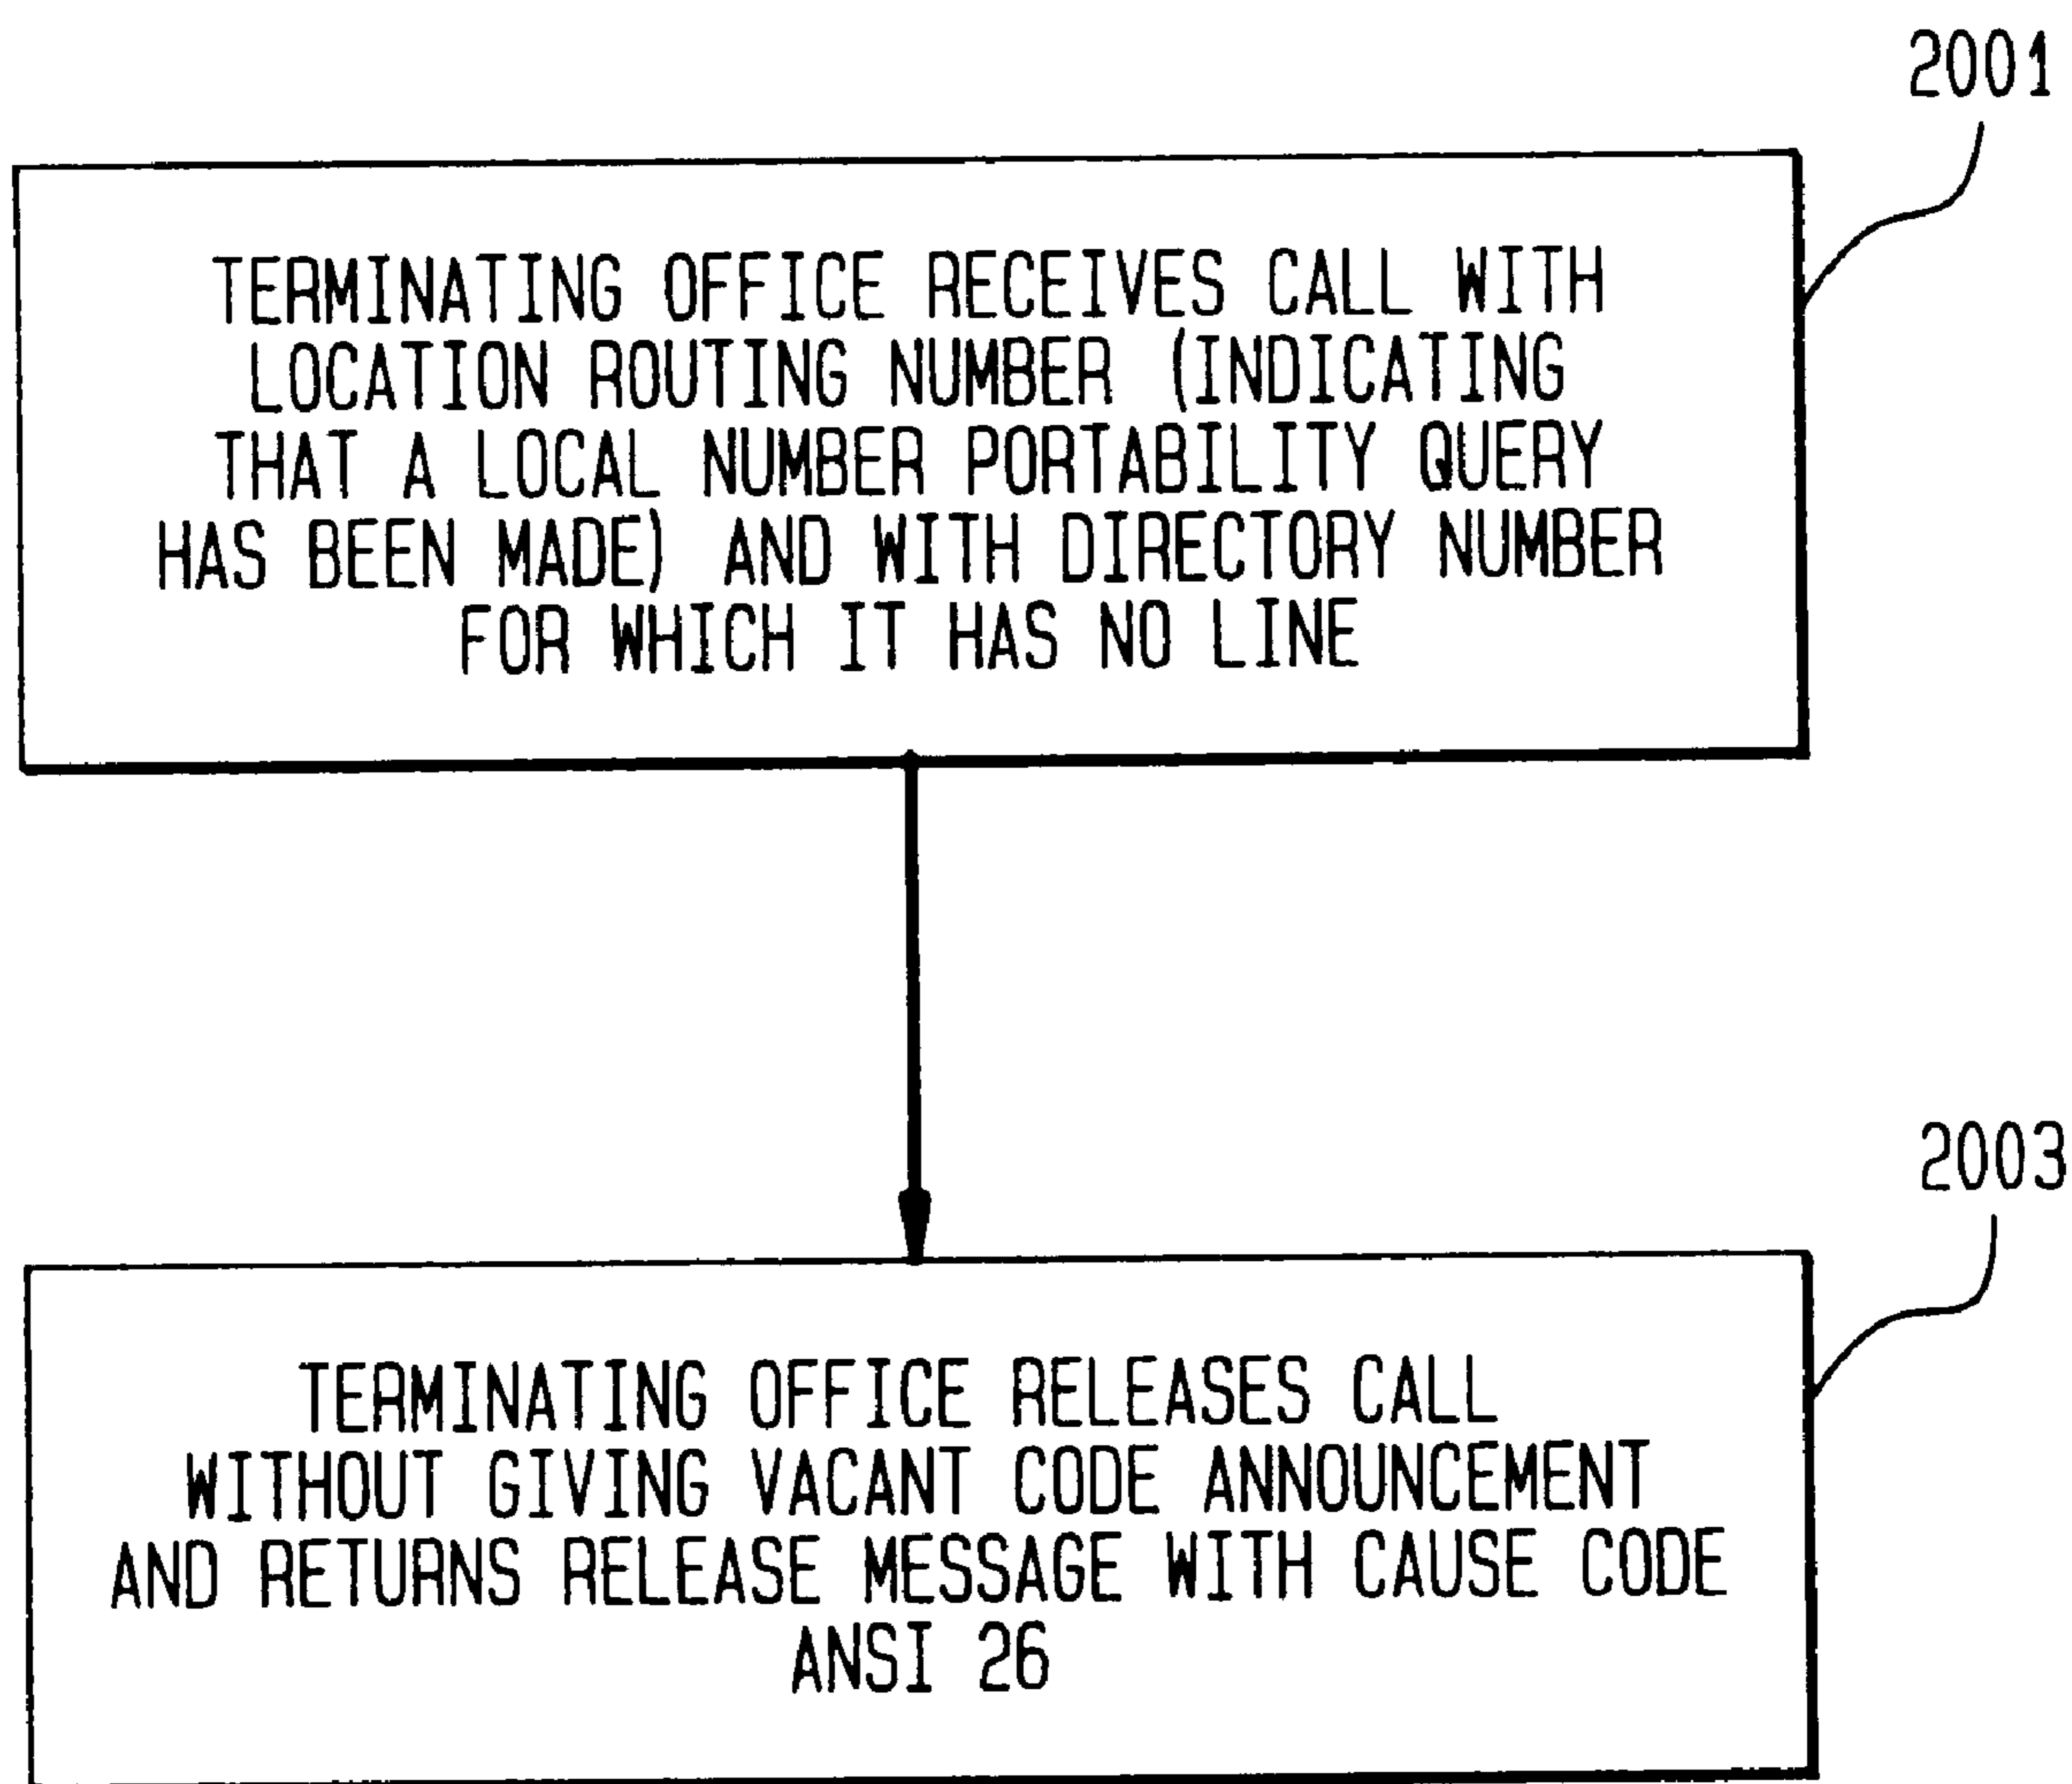 2001
TERMINATING OFFICE RECEIVES CALL WITH
LOCATION ROUTING NUMBER (INDICATING
THAT A LOCAL NUMBER PORTABILITY QUERY
HAS BEEN MADE) AND WITH DIRECTORY NUMBER
FOR WHICH IT HAS NO LINE
2003
TERMINATING OFFICE RELEASES CALL
WITHOUT GIVING VACANT CODE ANNOUNCEMENT
AND RETURNS RELEASE MESSAGE WITH CAUSE CODE
ANSI 26